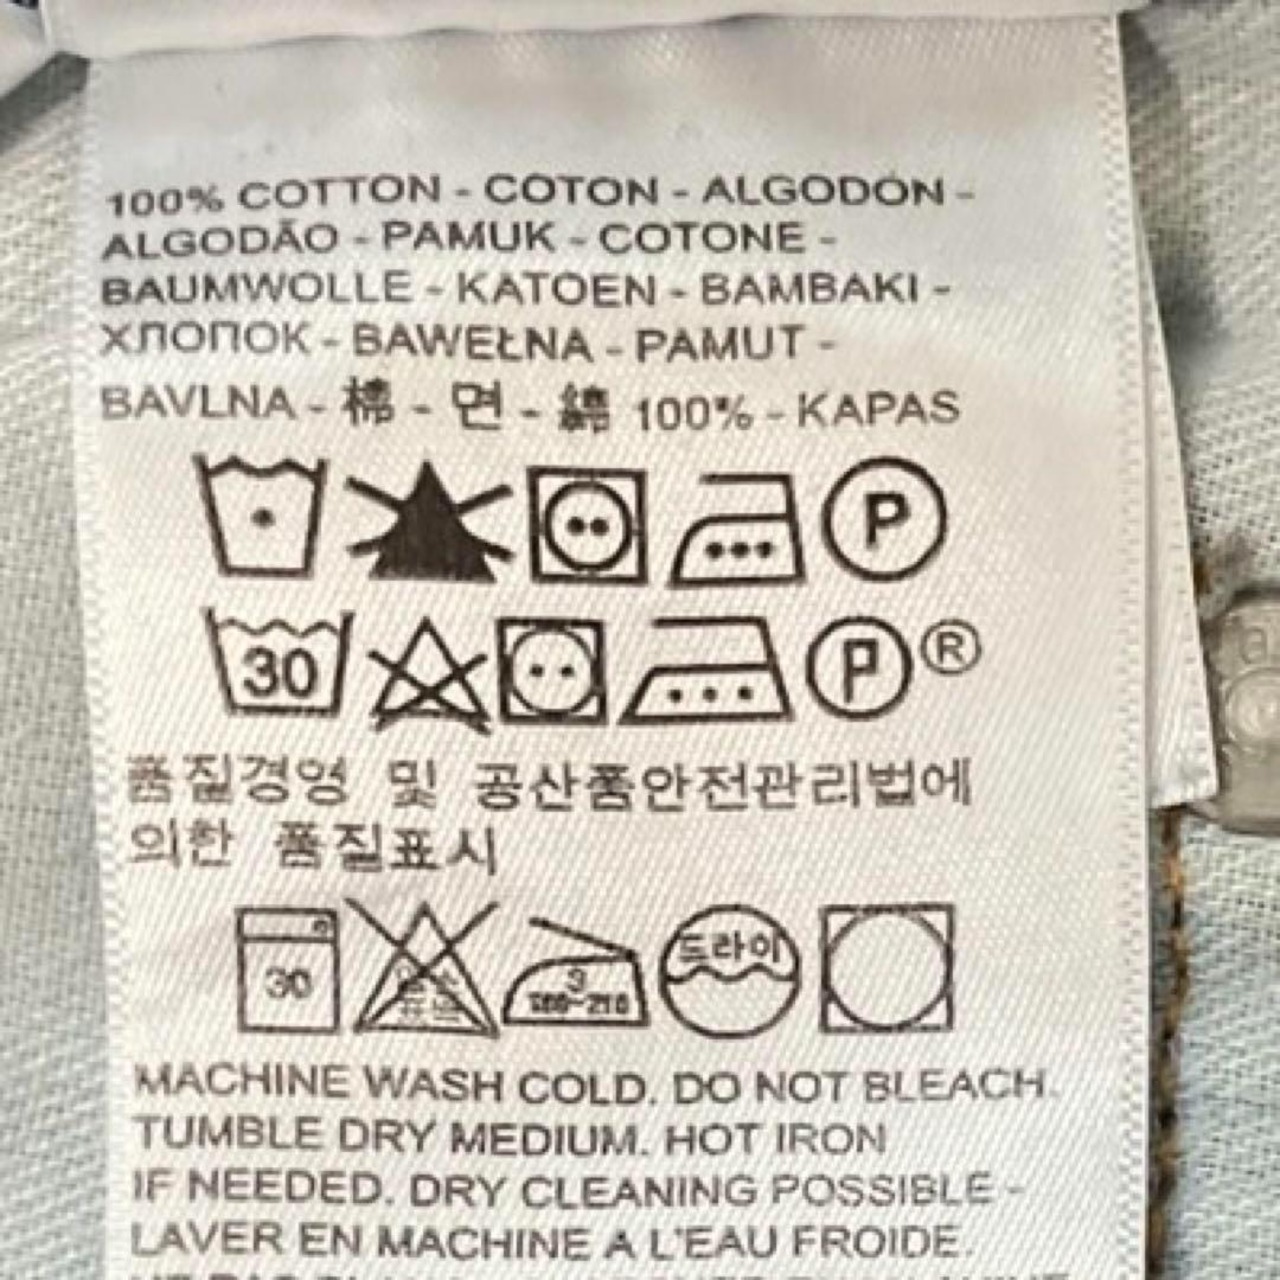 100% COTTON - COTON - ALGODÓN -
ALGODÃO - PAMUK - COTONE -
BAUMWOLLE - KATOEN - BAMBAKI -
ХЛОПОК - BAWEŁNA - PAMUT -
BAVLNA - 棉 - 면 - 綿 100% - KAPAS
P
30 P ®
품질경영 및 공산품안전관리법에
의한 품질표시
30 3 180~210 드라이
MACHINE WASH COLD. DO NOT BLEACH.
TUMBLE DRY MEDIUM. HOT IRON
IF NEEDED. DRY CLEANING POSSIBLE -
LAVER EN MACHINE A L'EAU FROIDE.